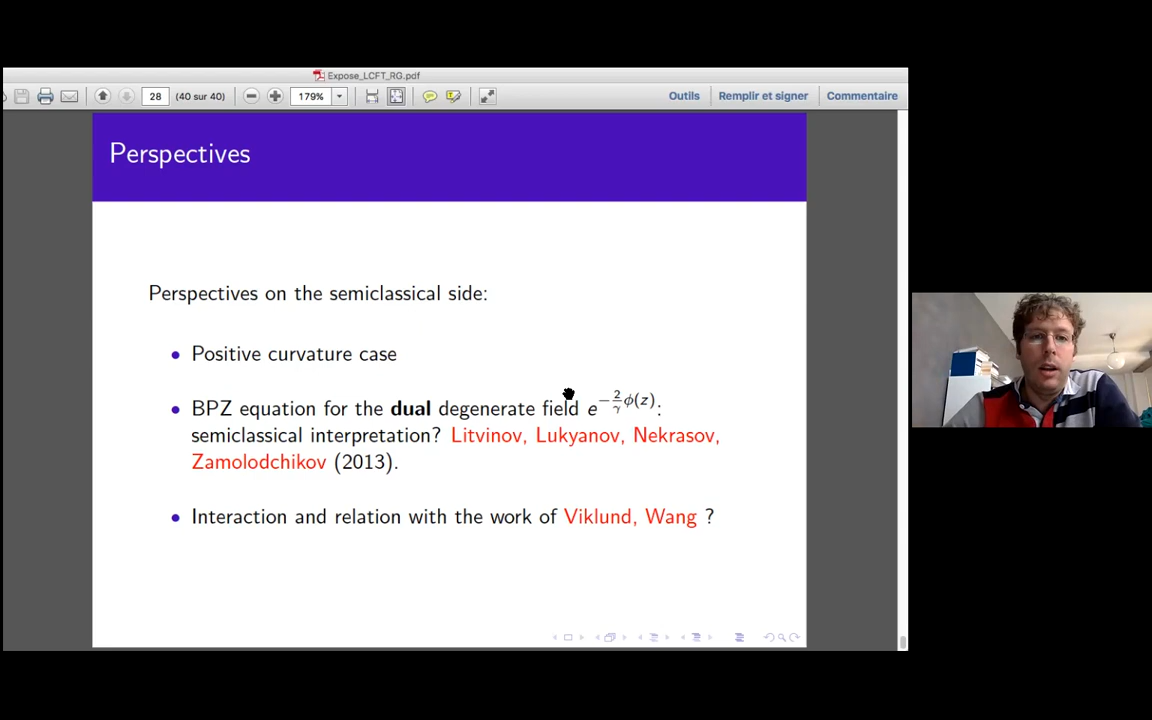 Expose_LCFT_RG.pdf
28 (40 sur 40) 179% Outils Remplir et signer Commentaire
Perspectives
Perspectives on the semiclassical side:
• Positive curvature case
• BPZ equation for the dual degenerate field e^{-\frac{2}{γ}ϕ(z)}:
semiclassical interpretation? Litvinov, Lukyanov, Nekrasov,
Zamolodchikov (2013).
• Interaction and relation with the work of Viklund, Wang ?